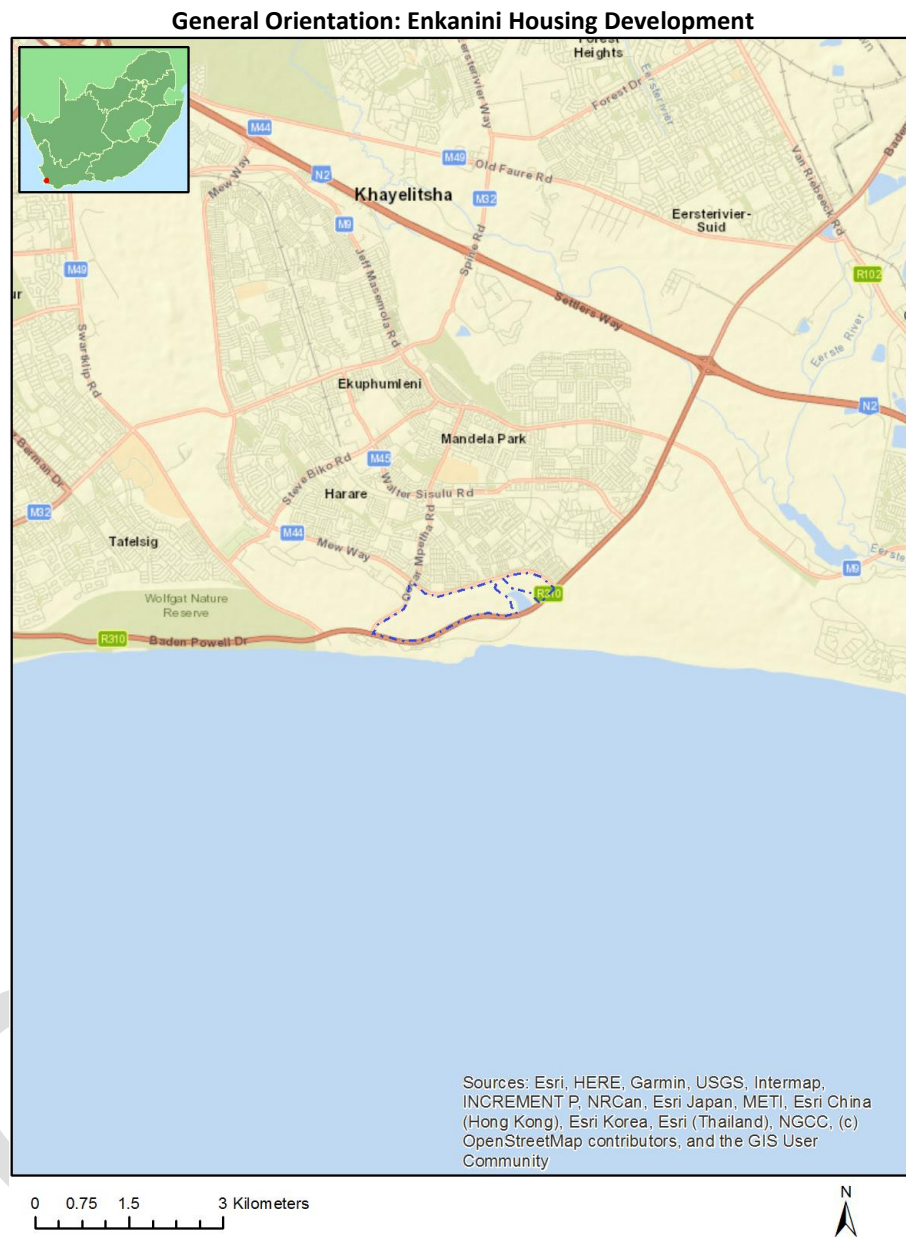 General Orientation: Enkanini Housing Development
Heights
Forest Dr
Eersterivier
Van Riebeeck Rd
M44
M49
Old Faure Rd
Mew Way
N2
Khayelitsha
M32
M9
Eersterivier-
Suid
Spine Rd
Jeff Masemola Rd
M49
R102
Settlers Way
Swartklip Rd
Eerste River
Ekuphumleni
N2
Mandela Park
M45
Steve Biko Rd
Walter Sisulu Rd
Harare
M32
M44
Tafelsig
Mew Way
M9
Wolfgat Nature
Reserve
R310
R310
Baden Powell Dr
Sources: Esri, HERE, Garmin, USGS, Intermap,
INCREMENT P, NRCan, Esri Japan, METI, Esri China
(Hong Kong), Esri Korea, Esri (Thailand), NGCC, (c)
OpenStreetMap contributors, and the GIS User
Community
0 0.75 1.5 3 Kilometers
N